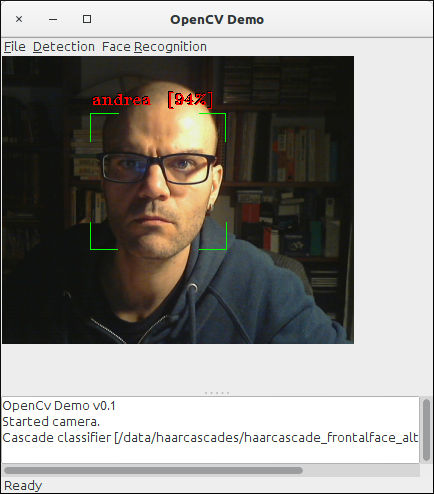 OpenCV Demo
File Detection Face Recognition
andrea [94%]
OpenCv Demo v0.1
Started camera.
Cascade classifier [/data/haarcascades/haarcascade_frontalface_alt
Ready